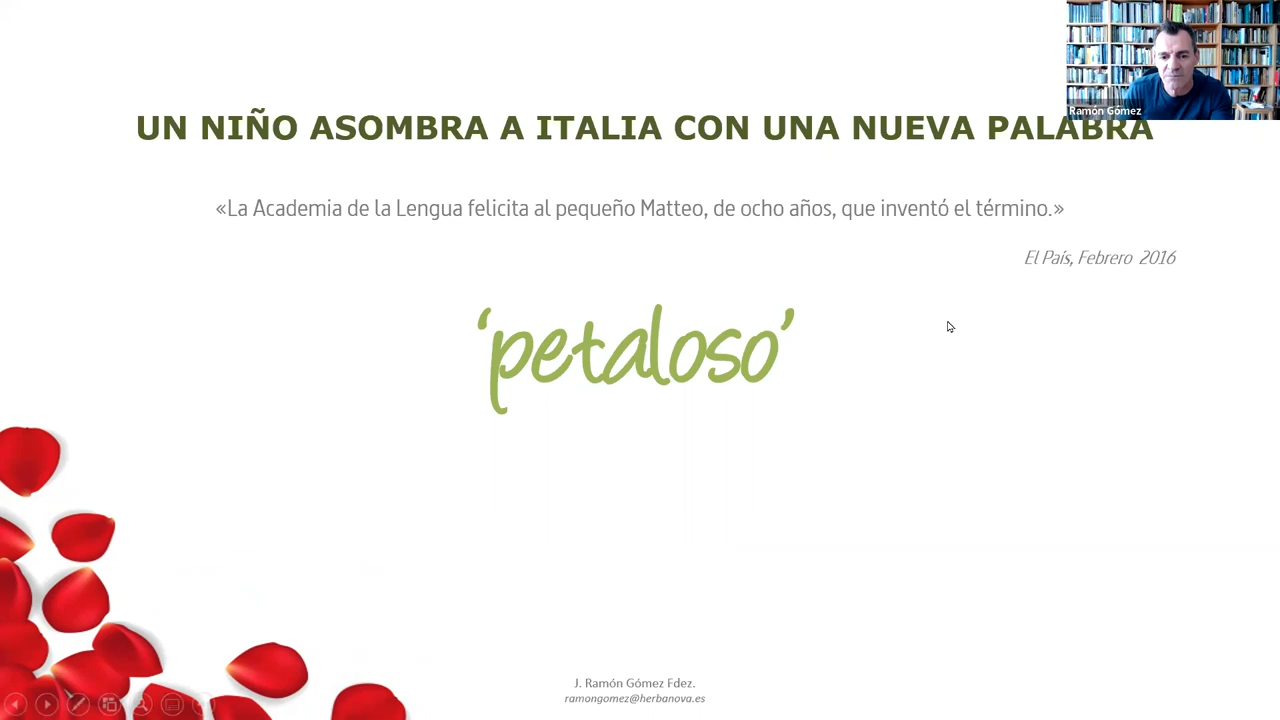 Ramón Gómez
UN NIÑO ASOMBRA A ITALIA CON UNA NUEVA PALABRA
«La Academia de la Lengua felicita al pequeño Matteo, de ocho años, que inventó el término.»
El País, Febrero 2016
‘petaloso’
J. Ramón Gómez Fdez.
ramongomez@herbanova.es